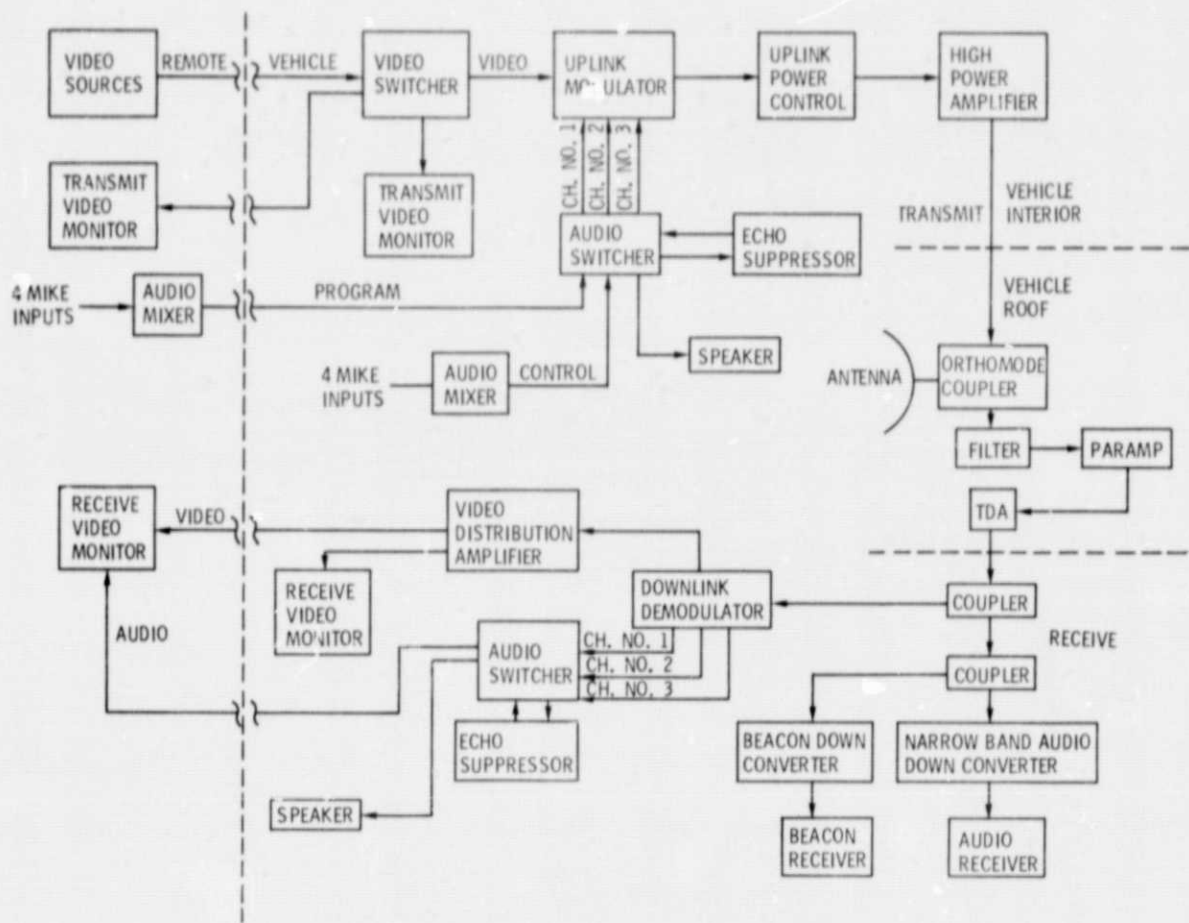 VIDEO
SOURCES
REMOTE
VEHICLE
VIDEO
SWITCHER
VIDEO
UPLINK
MODULATOR
UPLINK
POWER
CONTROL
HIGH
POWER
AMPLIFIER
TRANSMIT
VIDEO
MONITOR
TRANSMIT
VIDEO
MONITOR
CH. NO. 1
CH. NO. 2
CH. NO. 3
AUDIO
SWITCHER
ECHO
SUPPRESSOR
TRANSMIT
VEHICLE
INTERIOR
VEHICLE
ROOF
4 MIKE
INPUTS
AUDIO
MIXER
PROGRAM
4 MIKE
INPUTS
AUDIO
MIXER
CONTROL
SPEAKER
ANTENNA
ORTHOMODE
COUPLER
FILTER
PARAMP
TDA
RECEIVE
VIDEO
MONITOR
VIDEO
VIDEO
DISTRIBUTION
AMPLIFIER
RECEIVE
VIDEO
MONITOR
DOWNLINK
DEMODULATOR
COUPLER
RECEIVE
COUPLER
AUDIO
AUDIO
SWITCHER
CH. NO. 1
CH. NO. 2
CH. NO. 3
ECHO
SUPPRESSOR
SPEAKER
BEACON DOWN
CONVERTER
NARROW BAND AUDIO
DOWN CONVERTER
BEACON
RECEIVER
AUDIO
RECEIVER